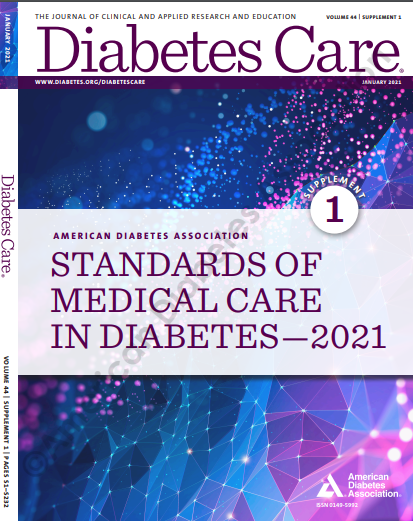 THE JOURNAL OF CLINICAL AND APPLIED RESEARCH AND EDUCATION
VOLUME 44 | SUPPLEMENT 1
Diabetes Care®
WWW.DIABETES.ORG/DIABETESCARE
JANUARY 2021
SUPPLEMENT
1
AMERICAN DIABETES ASSOCIATION
STANDARDS OF
MEDICAL CARE
IN DIABETES—2021
American
Diabetes
Association®
ISSN 0149-5992
JANUARY 2021
Diabetes Care®
VOLUME 44 | SUPPLEMENT 1 | PAGES S1–S232
Diabetes